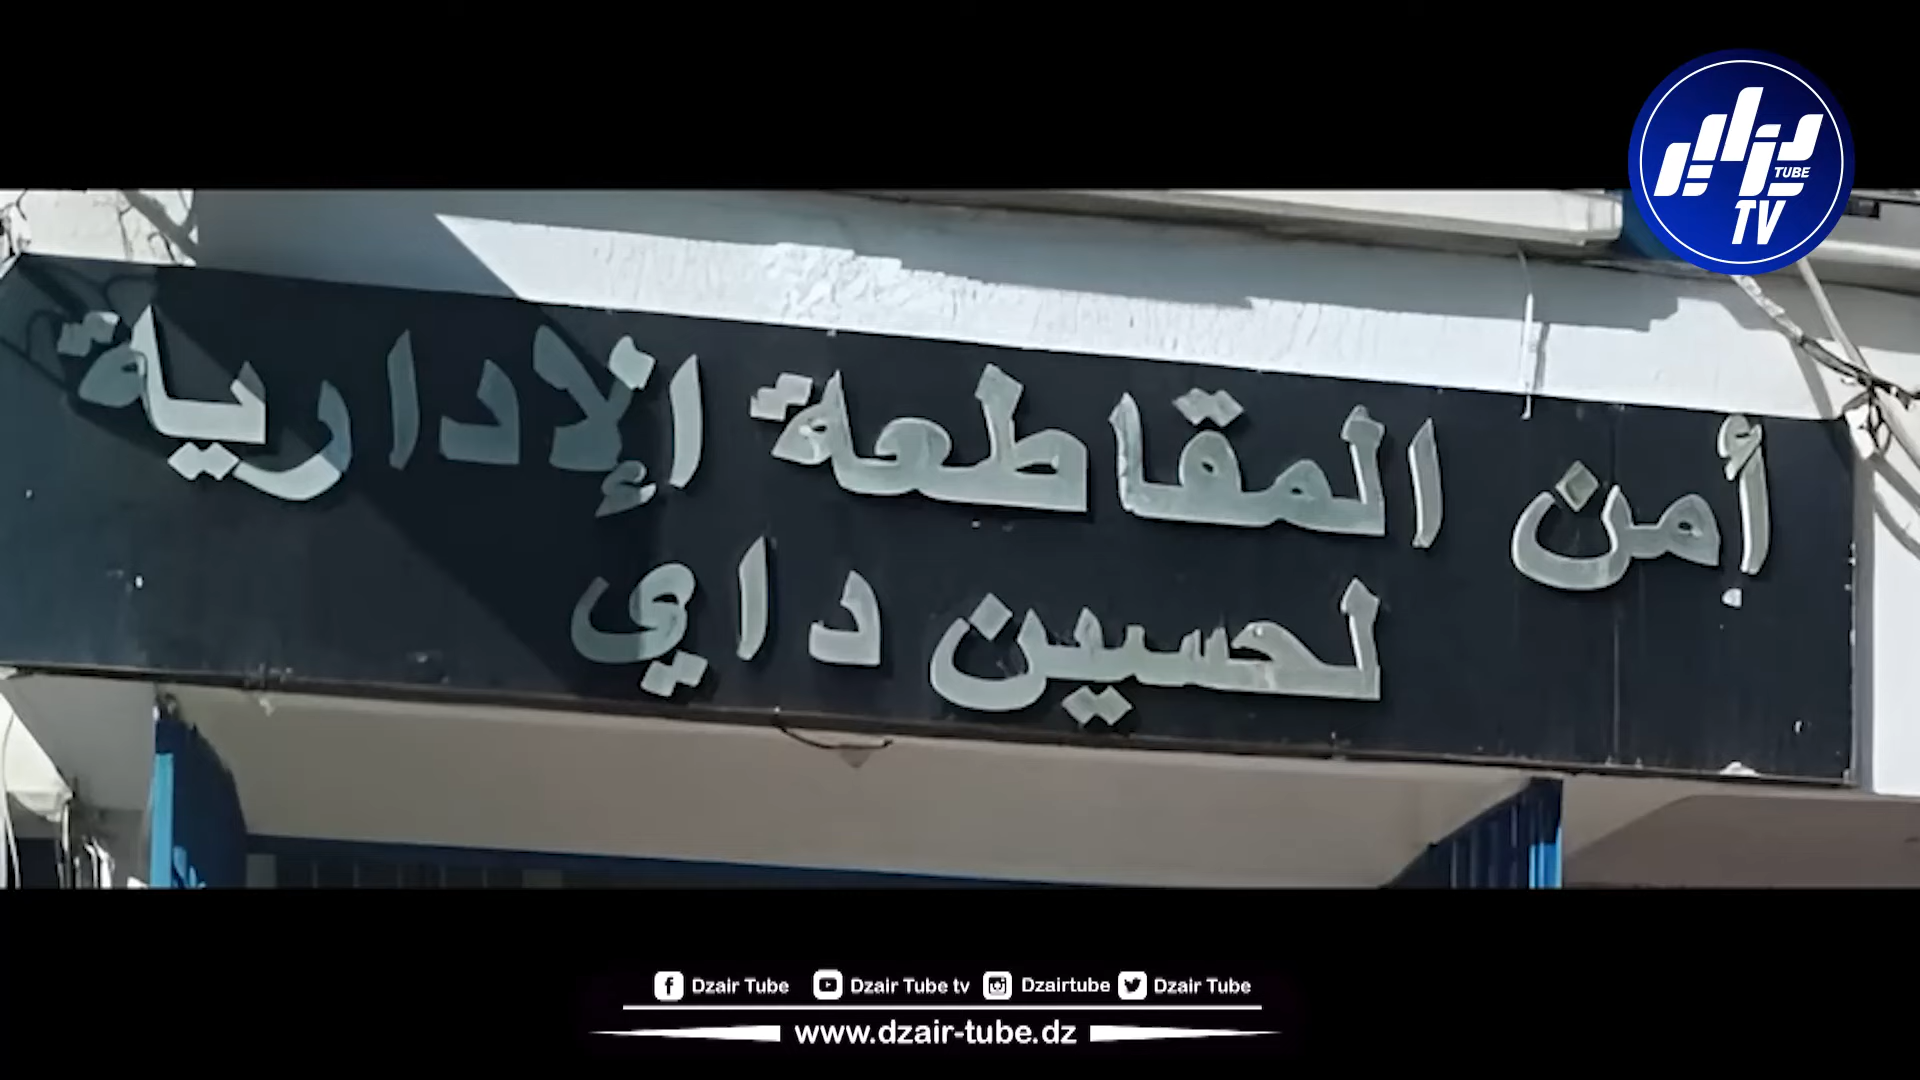 دزاير
TUBE
TV
أمن المقاطعة الإدارية
لحسين داي
Dzair Tube Dzair Tube tv Dzairtube Dzair Tube
www.dzair-tube.dz